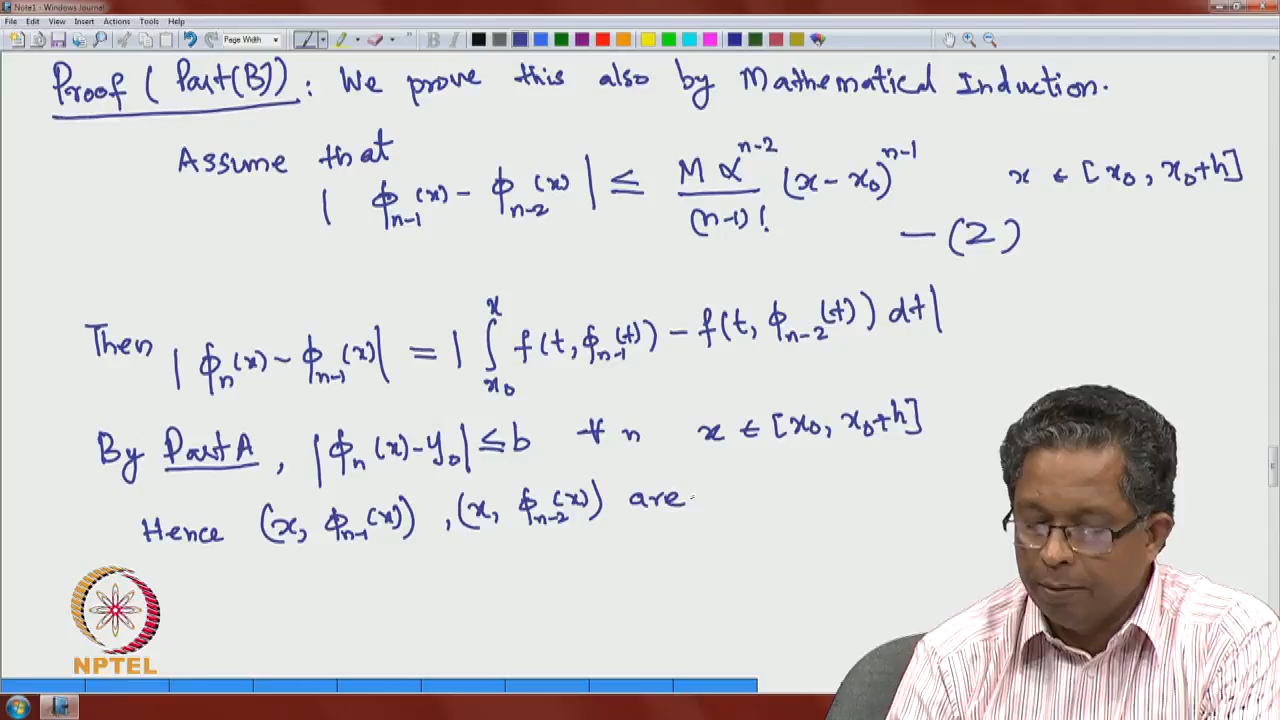 Note1 - Windows Journal
File Edit View Insert Actions Tools Help
Page Width
Proof ( Part(B)) : We prove this also by Mathematical Induction.
Assume that
| ϕ_{n-1}(x) - ϕ_{n-2}(x) | ≤ \frac{M α^{n-2}}{(n-1)!} (x - x_0)^{n-1} x ∈ [x_0, x_0+h]
— (2)
Then | ϕ_n(x) - ϕ_{n-1}(x) | = | ∫_{x_0}^{x} f(t, ϕ_{n-1}(t)) - f(t, ϕ_{n-2}(t)) dt |
By Part A, |ϕ_n(x) - y_0| ≤ b ∀ n x ∈ [x_0, x_0+h]
Hence (x, ϕ_{n-1}(x)) , (x, ϕ_{n-2}(x)) are
NPTEL